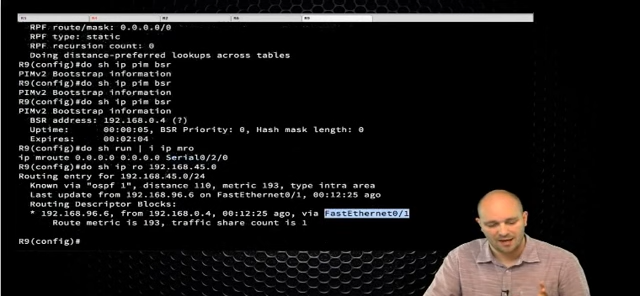 RPF route/mask: 0.0.0.0/0
RPF type: static
RPF recursion count: 0
Doing distance-preferred lookups across tables
R9(config)#do sh ip pim bsr
PIMv2 Bootstrap information
R9(config)#do sh ip pim bsr
PIMv2 Bootstrap information
R9(config)#do sh ip pim bsr
PIMv2 Bootstrap information
BSR address: 192.168.0.4 (?)
Uptime: 00:00:05, BSR Priority: 0, Hash mask length: 0
Expires: 00:02:04
R9(config)#do sh run | i ip mro
ip mroute 0.0.0.0 0.0.0.0 Serial0/2/0
R9(config)#do sh ip ro 192.168.45.0
Routing entry for 192.168.45.0/24
Known via "ospf 1", distance 110, metric 193, type intra area
Last update from 192.168.96.6 on FastEthernet0/1, 00:12:25 ago
Routing Descriptor Blocks:
* 192.168.96.6, from 192.168.0.4, 00:12:25 ago, via FastEthernet0/1
Route metric is 193, traffic share count is 1
R9(config)#